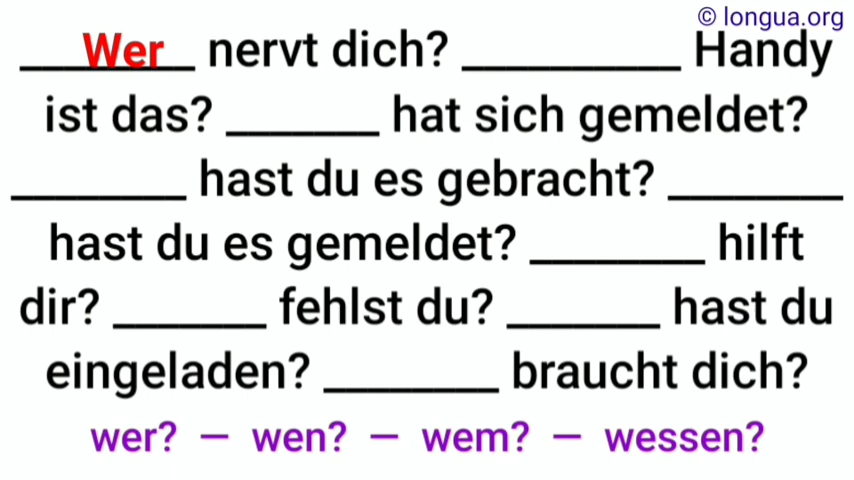 © longua.org
___Wer___ nervt dich? __________ Handy
ist das? _______ hat sich gemeldet?
________ hast du es gebracht? ________
hast du es gemeldet? ________ hilft
dir? _______ fehlst du? _______ hast du
eingeladen? ________ braucht dich?
wer? – wen? – wem? – wessen?